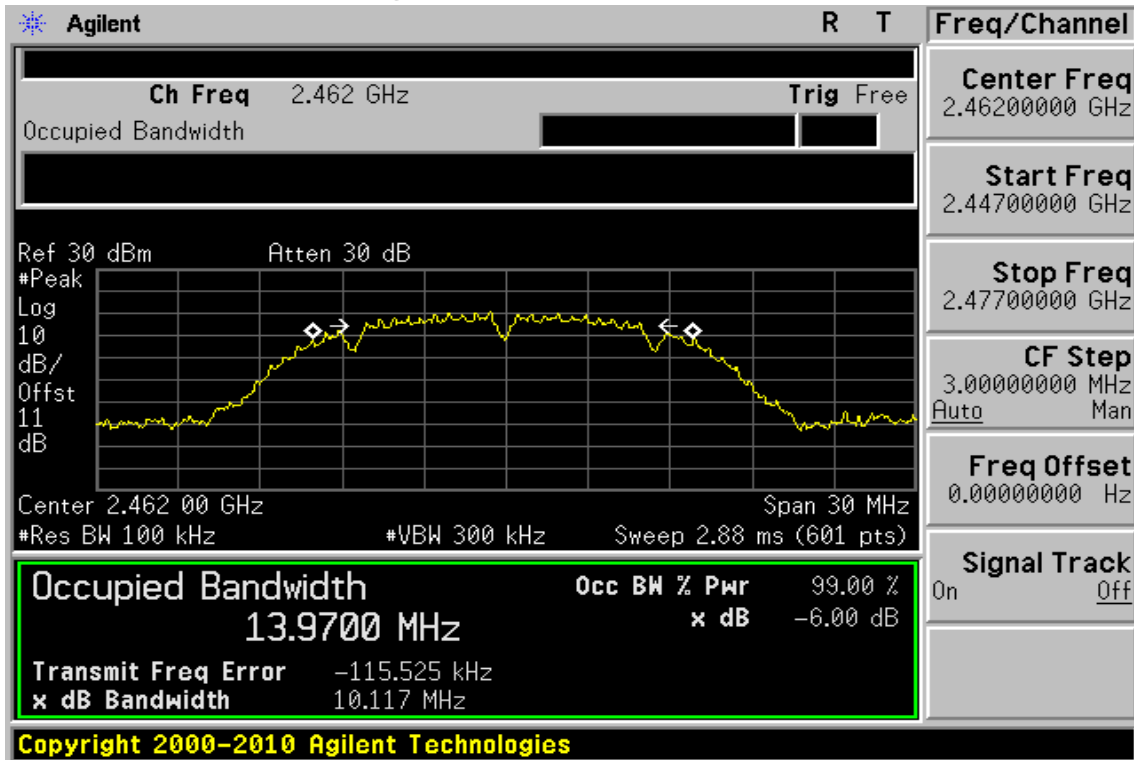 Agilent R T
Ch Freq 2.462 GHz Trig Free
Occupied Bandwidth
Ref 30 dBm Atten 30 dB
#Peak
Log
10
dB/
Offst
11
dB
Center 2.462 00 GHz Span 30 MHz
#Res BW 100 kHz #VBW 300 kHz Sweep 2.88 ms (601 pts)
Occupied Bandwidth Occ BW % Pwr 99.00 %
13.9700 MHz x dB -6.00 dB
Transmit Freq Error -115.525 kHz
x dB Bandwidth 10.117 MHz
Copyright 2000-2010 Agilent Technologies
Freq/Channel
Center Freq
2.46200000 GHz
Start Freq
2.44700000 GHz
Stop Freq
2.47700000 GHz
CF Step
3.00000000 MHz
Auto Man
Freq Offset
0.00000000 Hz
Signal Track
On Off